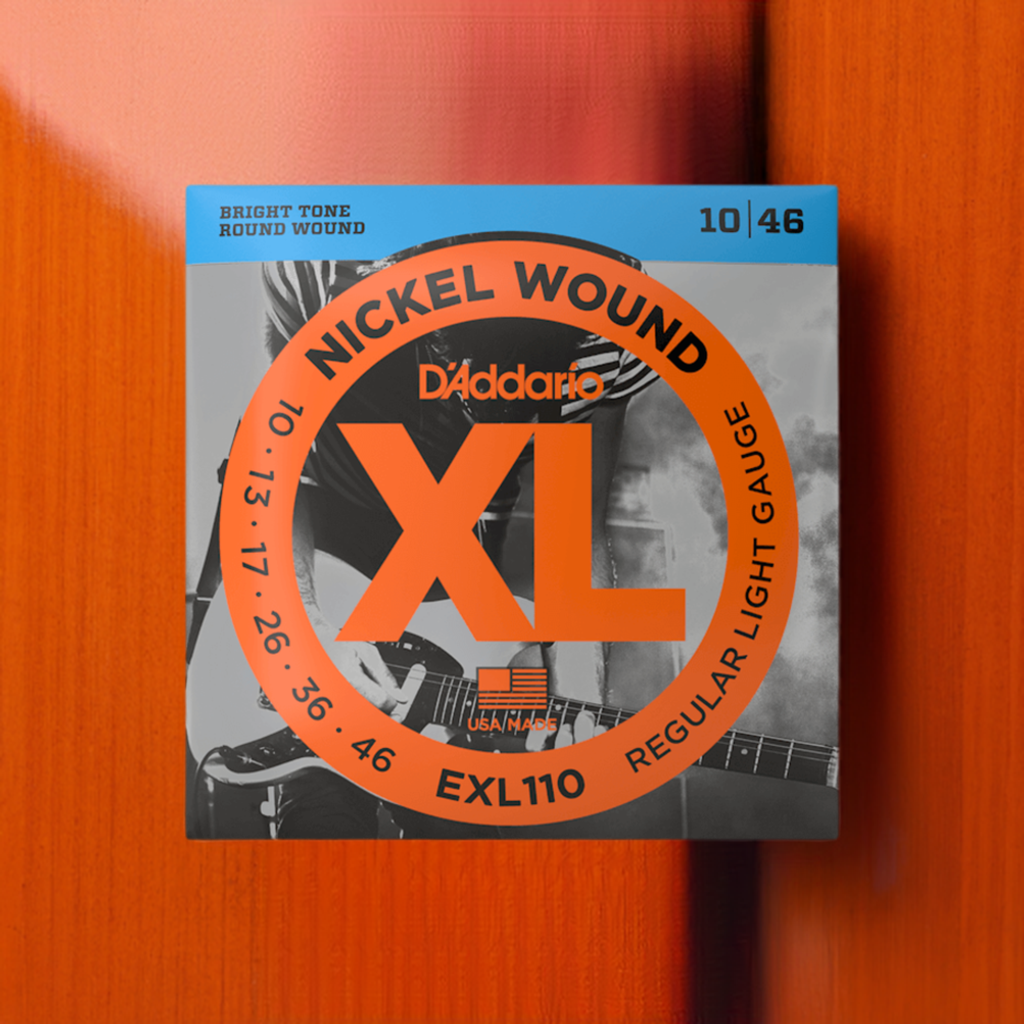 BRIGHT TONE
ROUND WOUND
10|46
NICKEL WOUND
D'Addario
XL
10 · 13 · 17 · 26 · 36 · 46
REGULAR LIGHT GAUGE
USA MADE
EXL110